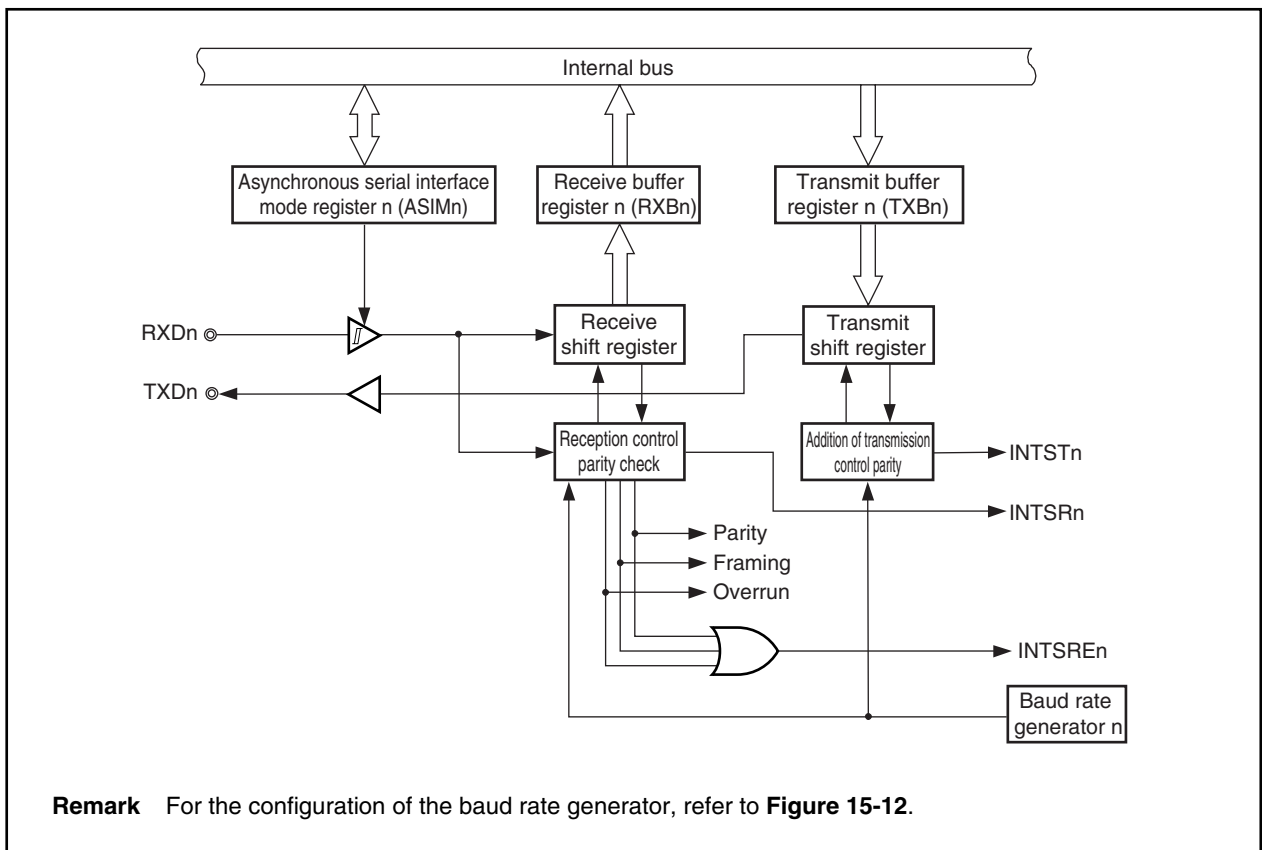 Internal bus
Asynchronous serial interface
mode register n (ASIMn)
Receive buffer
register n (RXBn)
Transmit buffer
register n (TXBn)
RXDn
Receive
shift register
Transmit
shift register
TXDn
Reception control
parity check
Addition of transmission
control parity
INTSTn
INTSRn
Parity
Framing
Overrun
INTSREn
Baud rate
generator n
Remark For the configuration of the baud rate generator, refer to Figure 15-12.